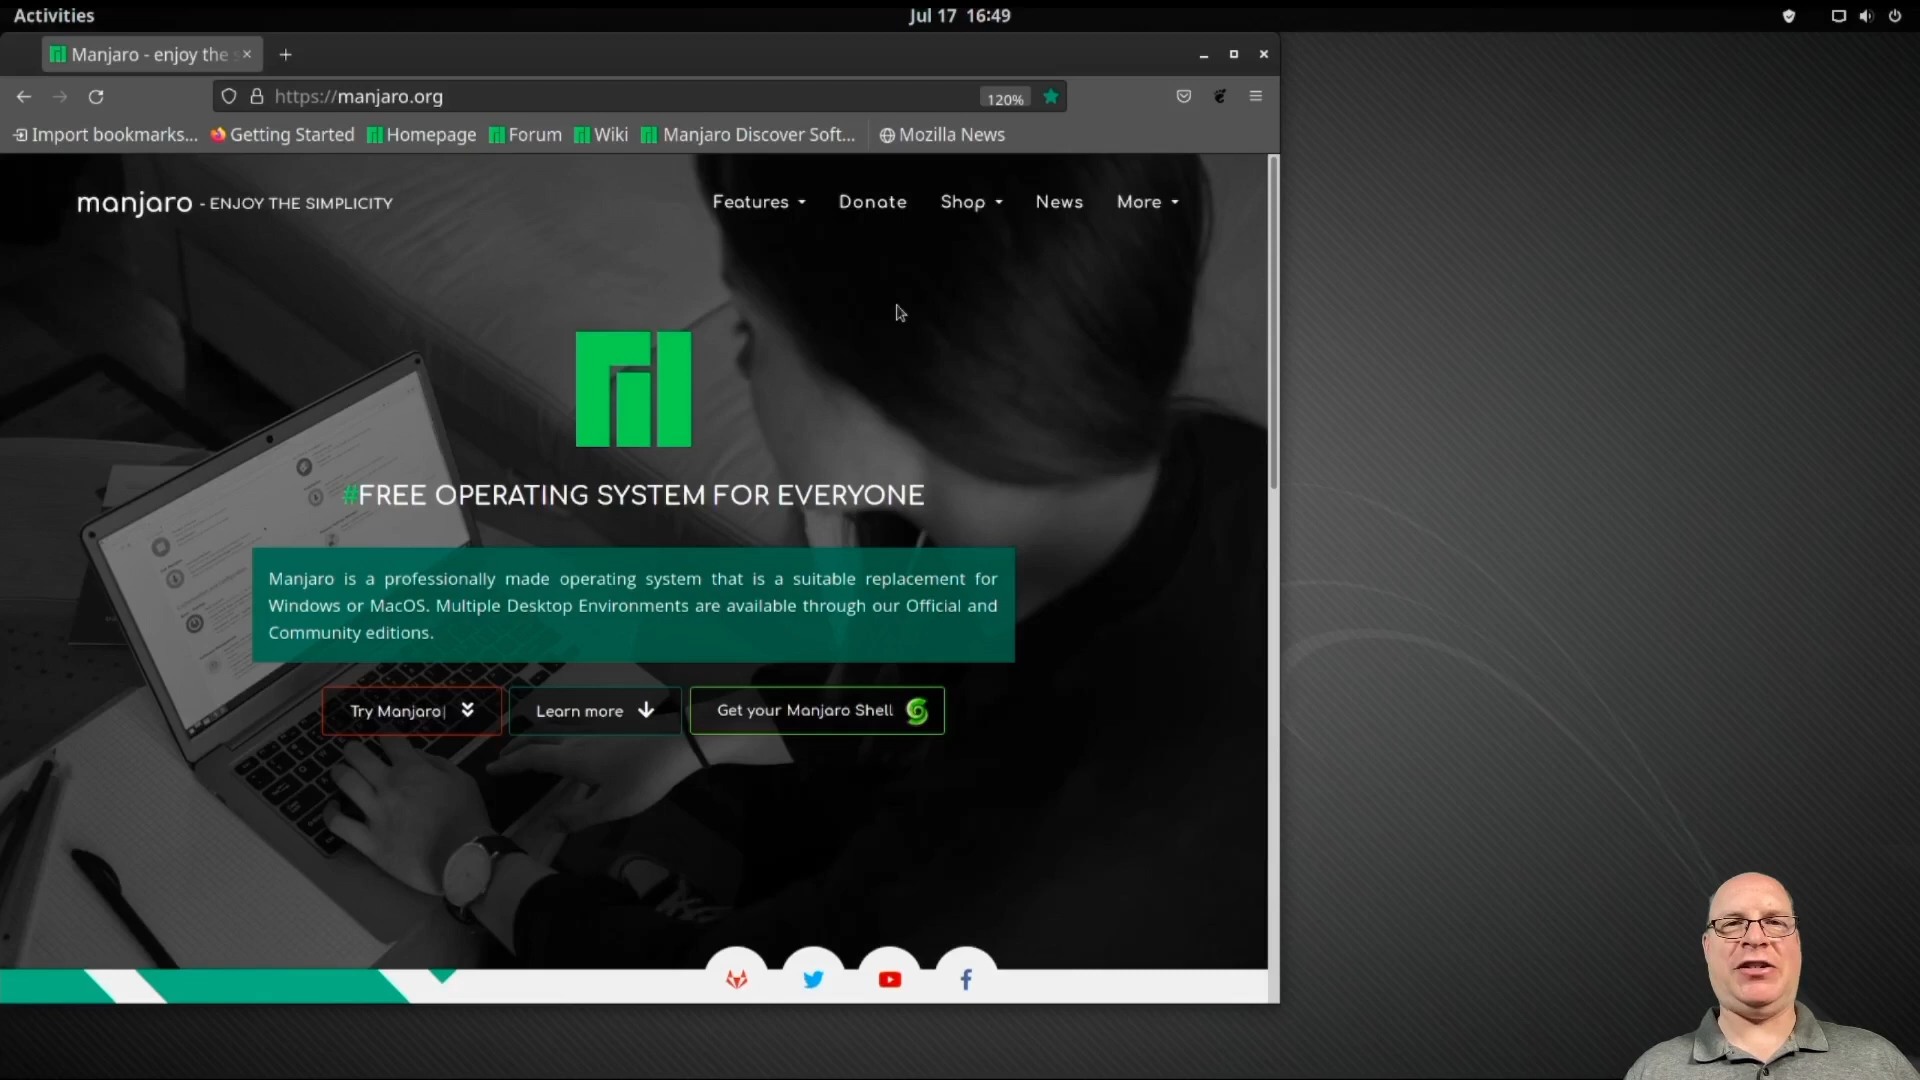 Activities
Jul 17 16:49
Manjaro - enjoy the
https://manjaro.org
120%
Import bookmarks...
Getting Started
Homepage
Forum
Wiki
Manjaro Discover Soft...
Mozilla News
manjaro - ENJOY THE SIMPLICITY
Features
Donate
Shop
News
More
#FREE OPERATING SYSTEM FOR EVERYONE
Manjaro is a professionally made operating system that is a suitable replacement for
Windows or MacOS. Multiple Desktop Environments are available through our Official and
Community editions.
Try Manjaro|
Learn more
Get your Manjaro Shell